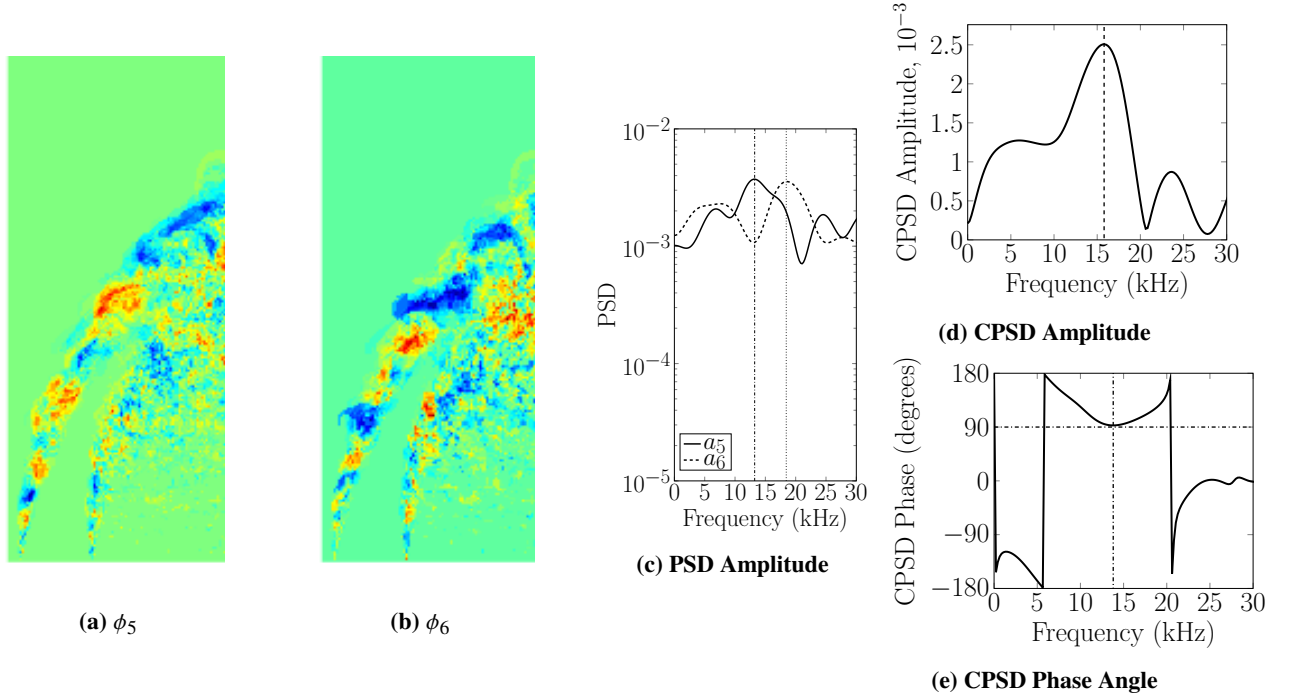 (a) ϕ5
(b) ϕ6
10−2
10−3
10−4
10−5
PSD
a5
a6
0 5 10 15 20 25 30
Frequency (kHz)
(c) PSD Amplitude
CPSD Amplitude, 10−3
2.5
2
1.5
1
0.5
0
0 5 10 15 20 25 30
Frequency (kHz)
(d) CPSD Amplitude
CPSD Phase (degrees)
180
90
0
−90
−180
0 5 10 15 20 25 30
Frequency (kHz)
(e) CPSD Phase Angle